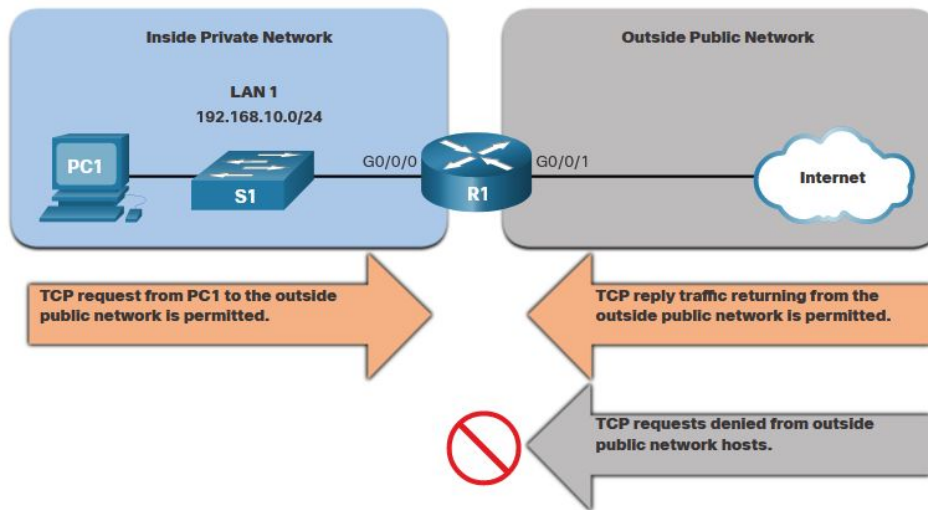 Inside Private Network
Outside Public Network
LAN 1
192.168.10.0/24
PC1
S1
G0/0/0
R1
G0/0/1
Internet
TCP request from PC1 to the outside
public network is permitted.
TCP reply traffic returning from the
outside public network is permitted.
TCP requests denied from outside
public network hosts.